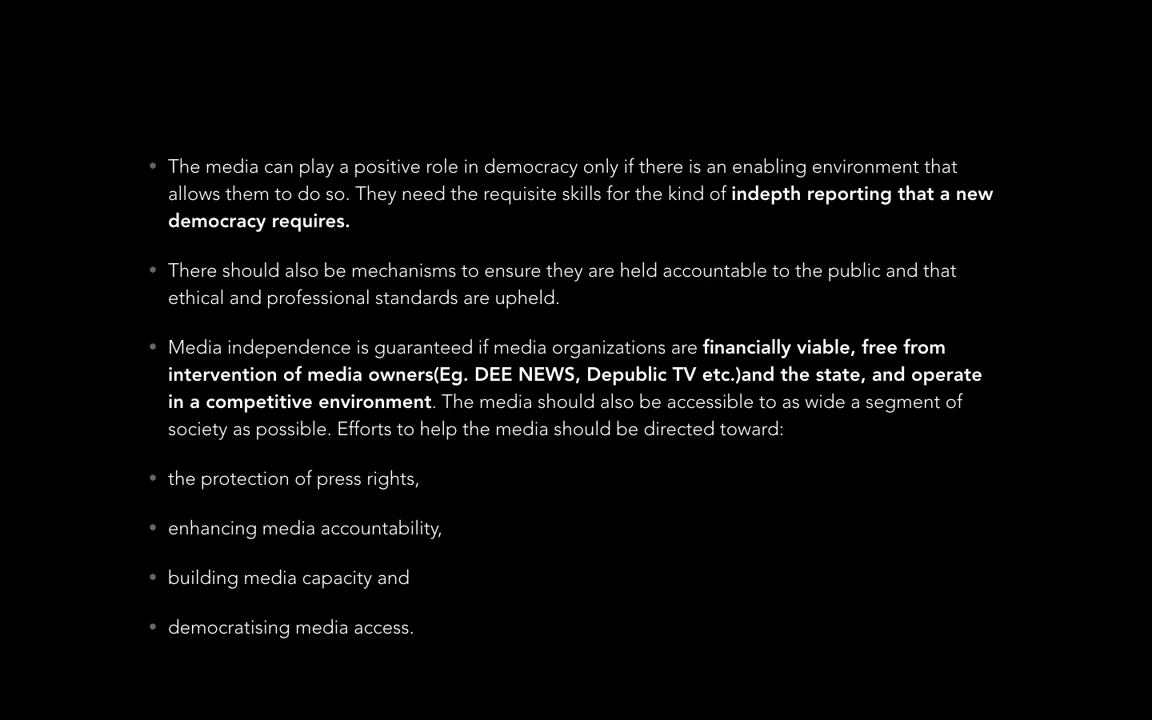 • The media can play a positive role in democracy only if there is an enabling environment that
allows them to do so. They need the requisite skills for the kind of indepth reporting that a new
democracy requires.
• There should also be mechanisms to ensure they are held accountable to the public and that
ethical and professional standards are upheld.
• Media independence is guaranteed if media organizations are financially viable, free from
intervention of media owners(Eg. DEE NEWS, Depublic TV etc.)and the state, and operate
in a competitive environment. The media should also be accessible to as wide a segment of
society as possible. Efforts to help the media should be directed toward:
• the protection of press rights,
• enhancing media accountability,
• building media capacity and
• democratising media access.